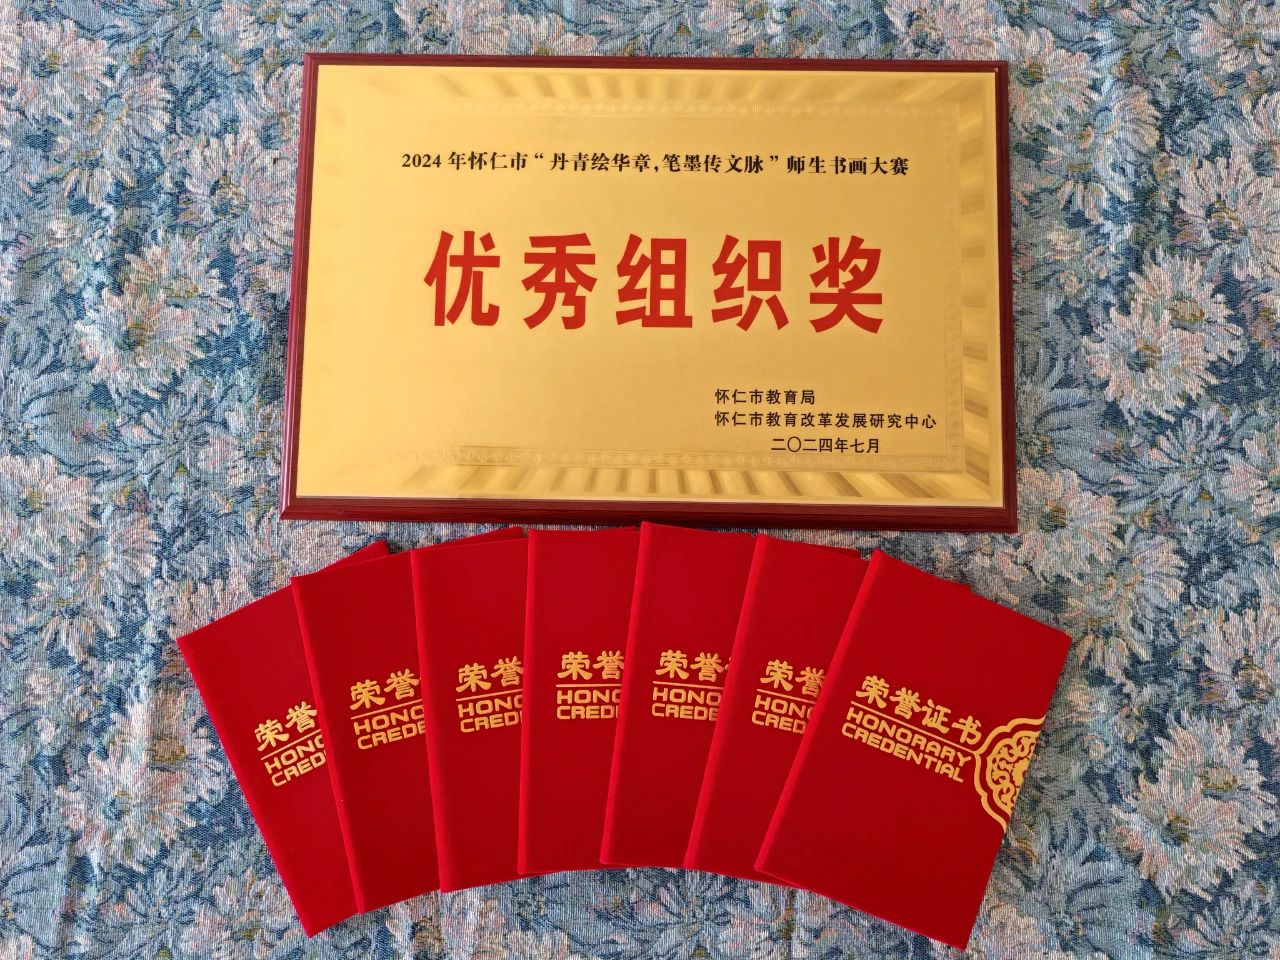 2024年怀仁市“丹青绘华章,笔墨传文脉”师生书画大赛
优秀组织奖
怀仁市教育局
怀仁市教育改革发展研究中心
二〇二四年七月
荣誉
HONO
CRED
荣誉
HONO
CREDE
荣誉
HONO
CREDE
荣誉
HONO
CREDE
荣誉
HONO
CREDE
荣誉
HONO
CREDE
荣誉证书
HONORARY
CREDENTIAL